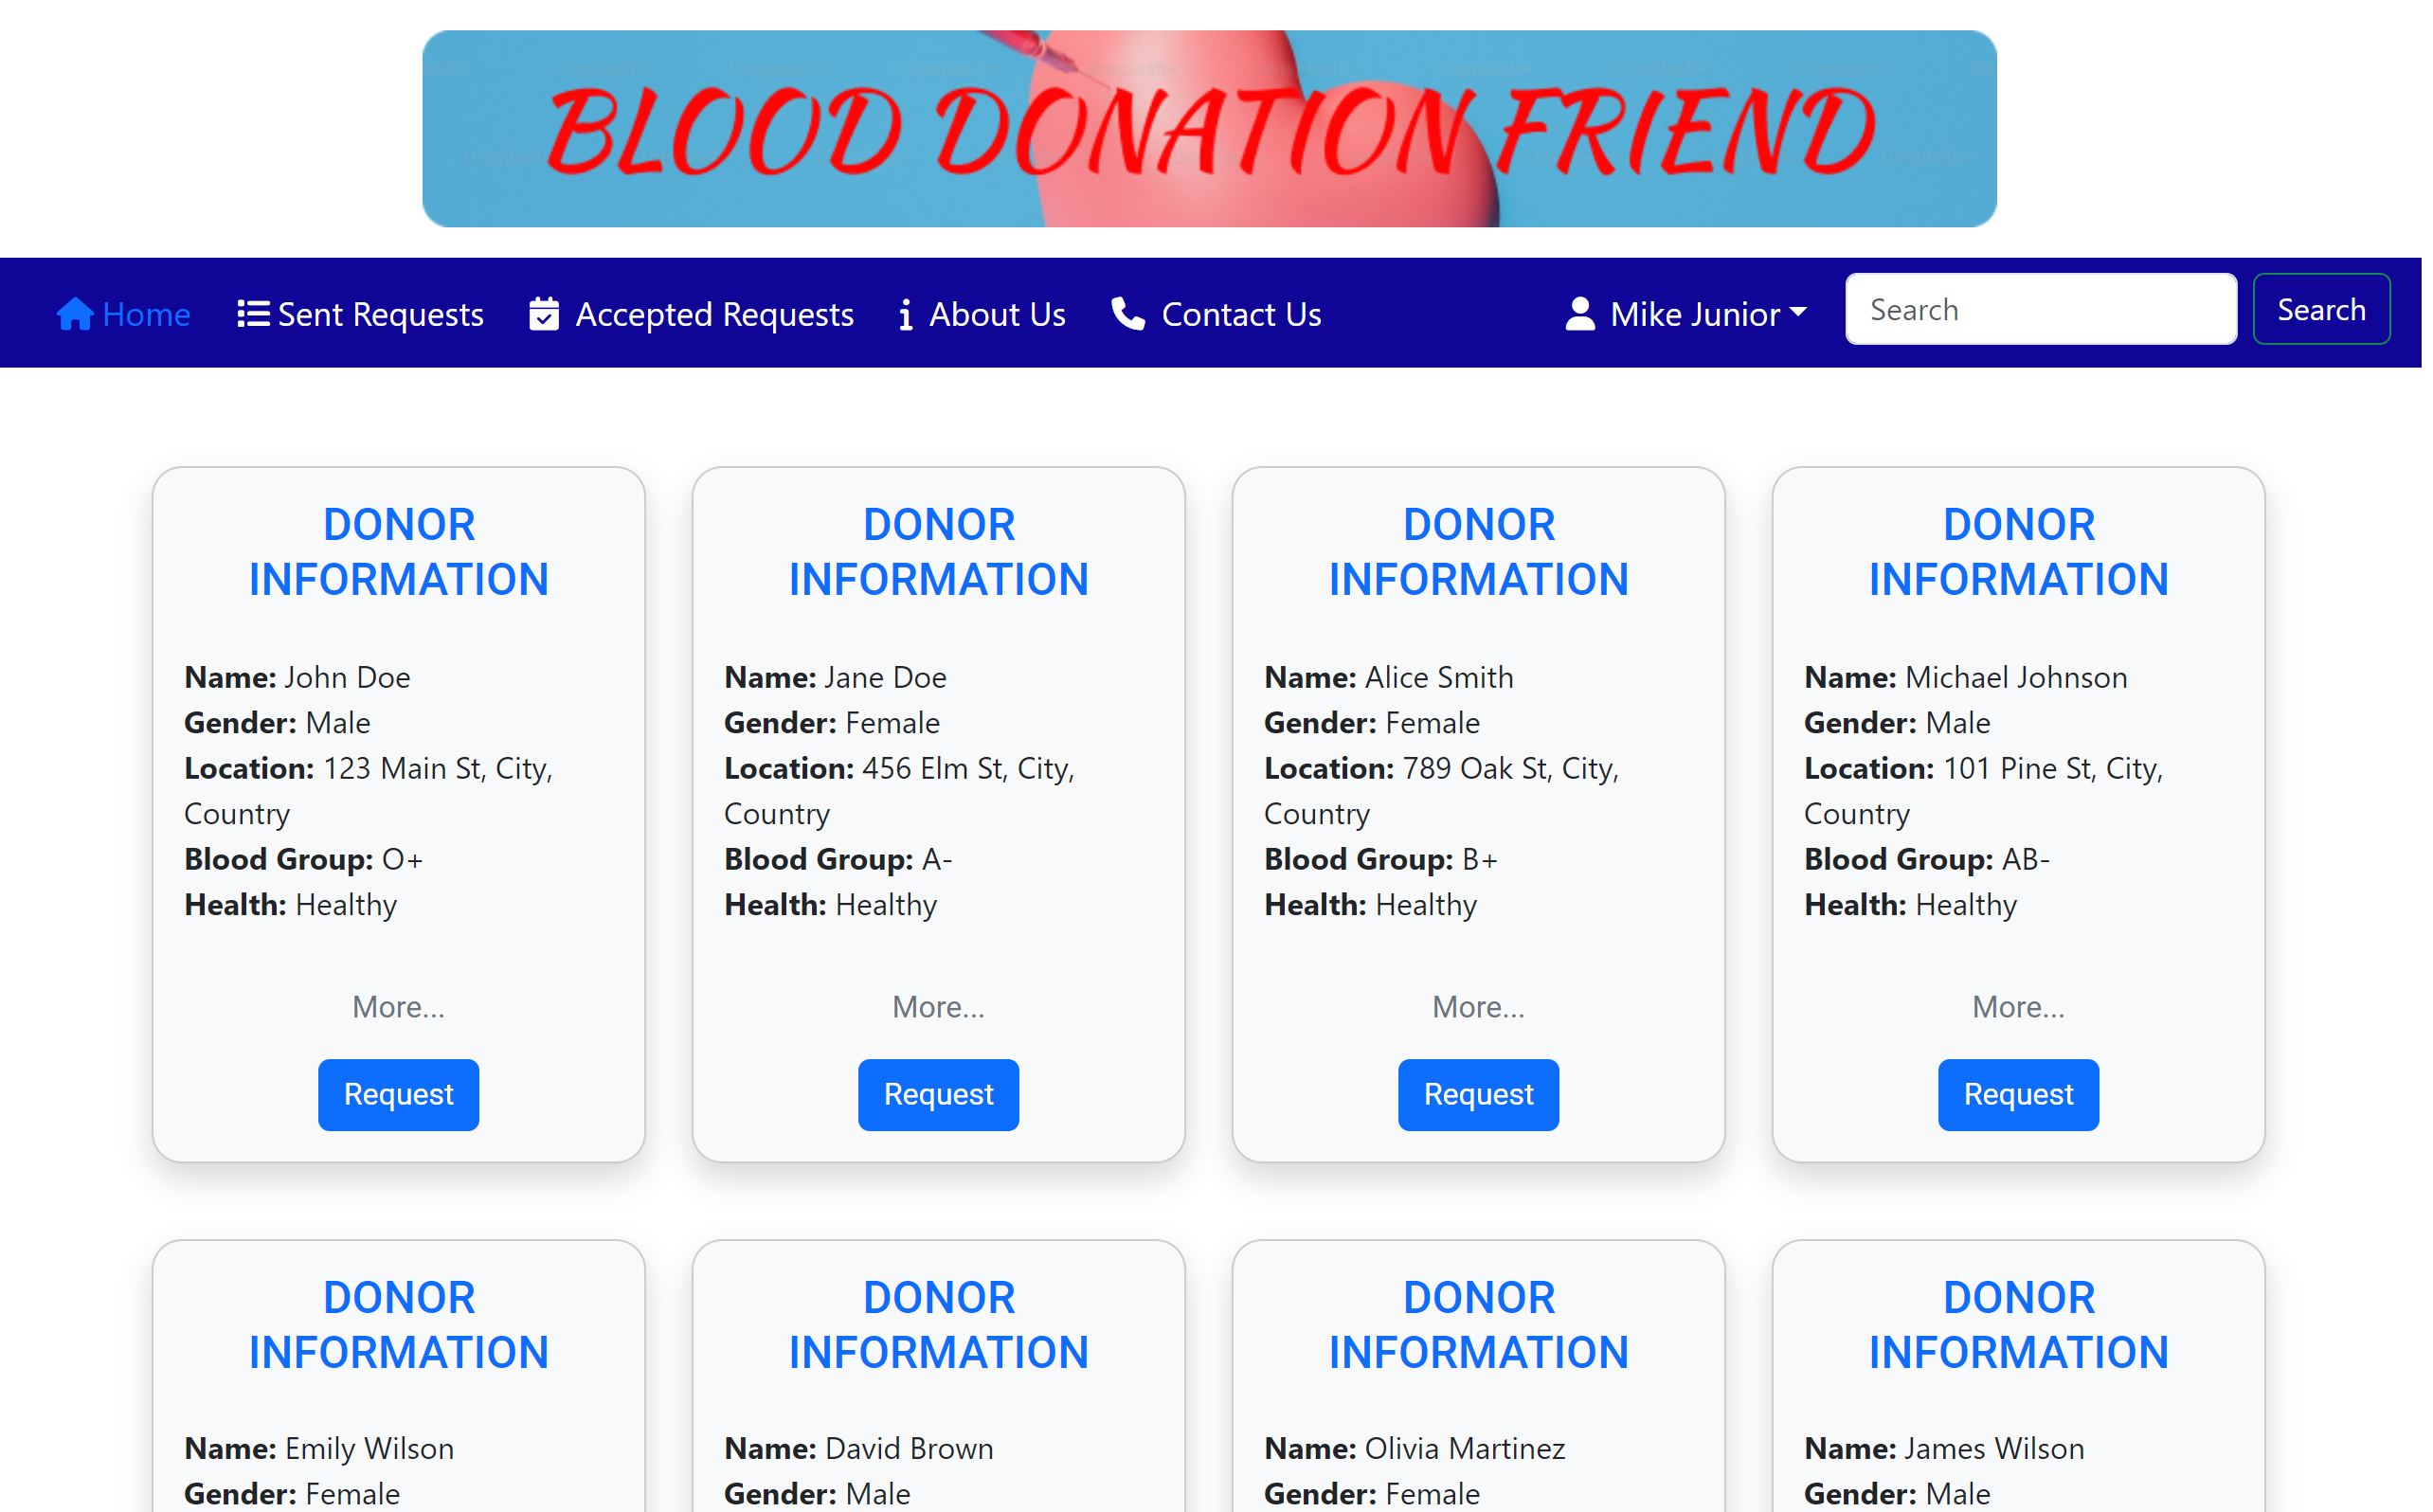 BLOOD DONATION FRIEND
Home Sent Requests Accepted Requests About Us Contact Us Mike Junior Search Search
DONOR
INFORMATION
Name: John Doe
Gender: Male
Location: 123 Main St, City,
Country
Blood Group: O+
Health: Healthy
More...
Request
DONOR
INFORMATION
Name: Jane Doe
Gender: Female
Location: 456 Elm St, City,
Country
Blood Group: A-
Health: Healthy
More...
Request
DONOR
INFORMATION
Name: Alice Smith
Gender: Female
Location: 789 Oak St, City,
Country
Blood Group: B+
Health: Healthy
More...
Request
DONOR
INFORMATION
Name: Michael Johnson
Gender: Male
Location: 101 Pine St, City,
Country
Blood Group: AB-
Health: Healthy
More...
Request
DONOR
INFORMATION
Name: Emily Wilson
Gender: Female
DONOR
INFORMATION
Name: David Brown
Gender: Male
DONOR
INFORMATION
Name: Olivia Martinez
Gender: Female
DONOR
INFORMATION
Name: James Wilson
Gender: Male